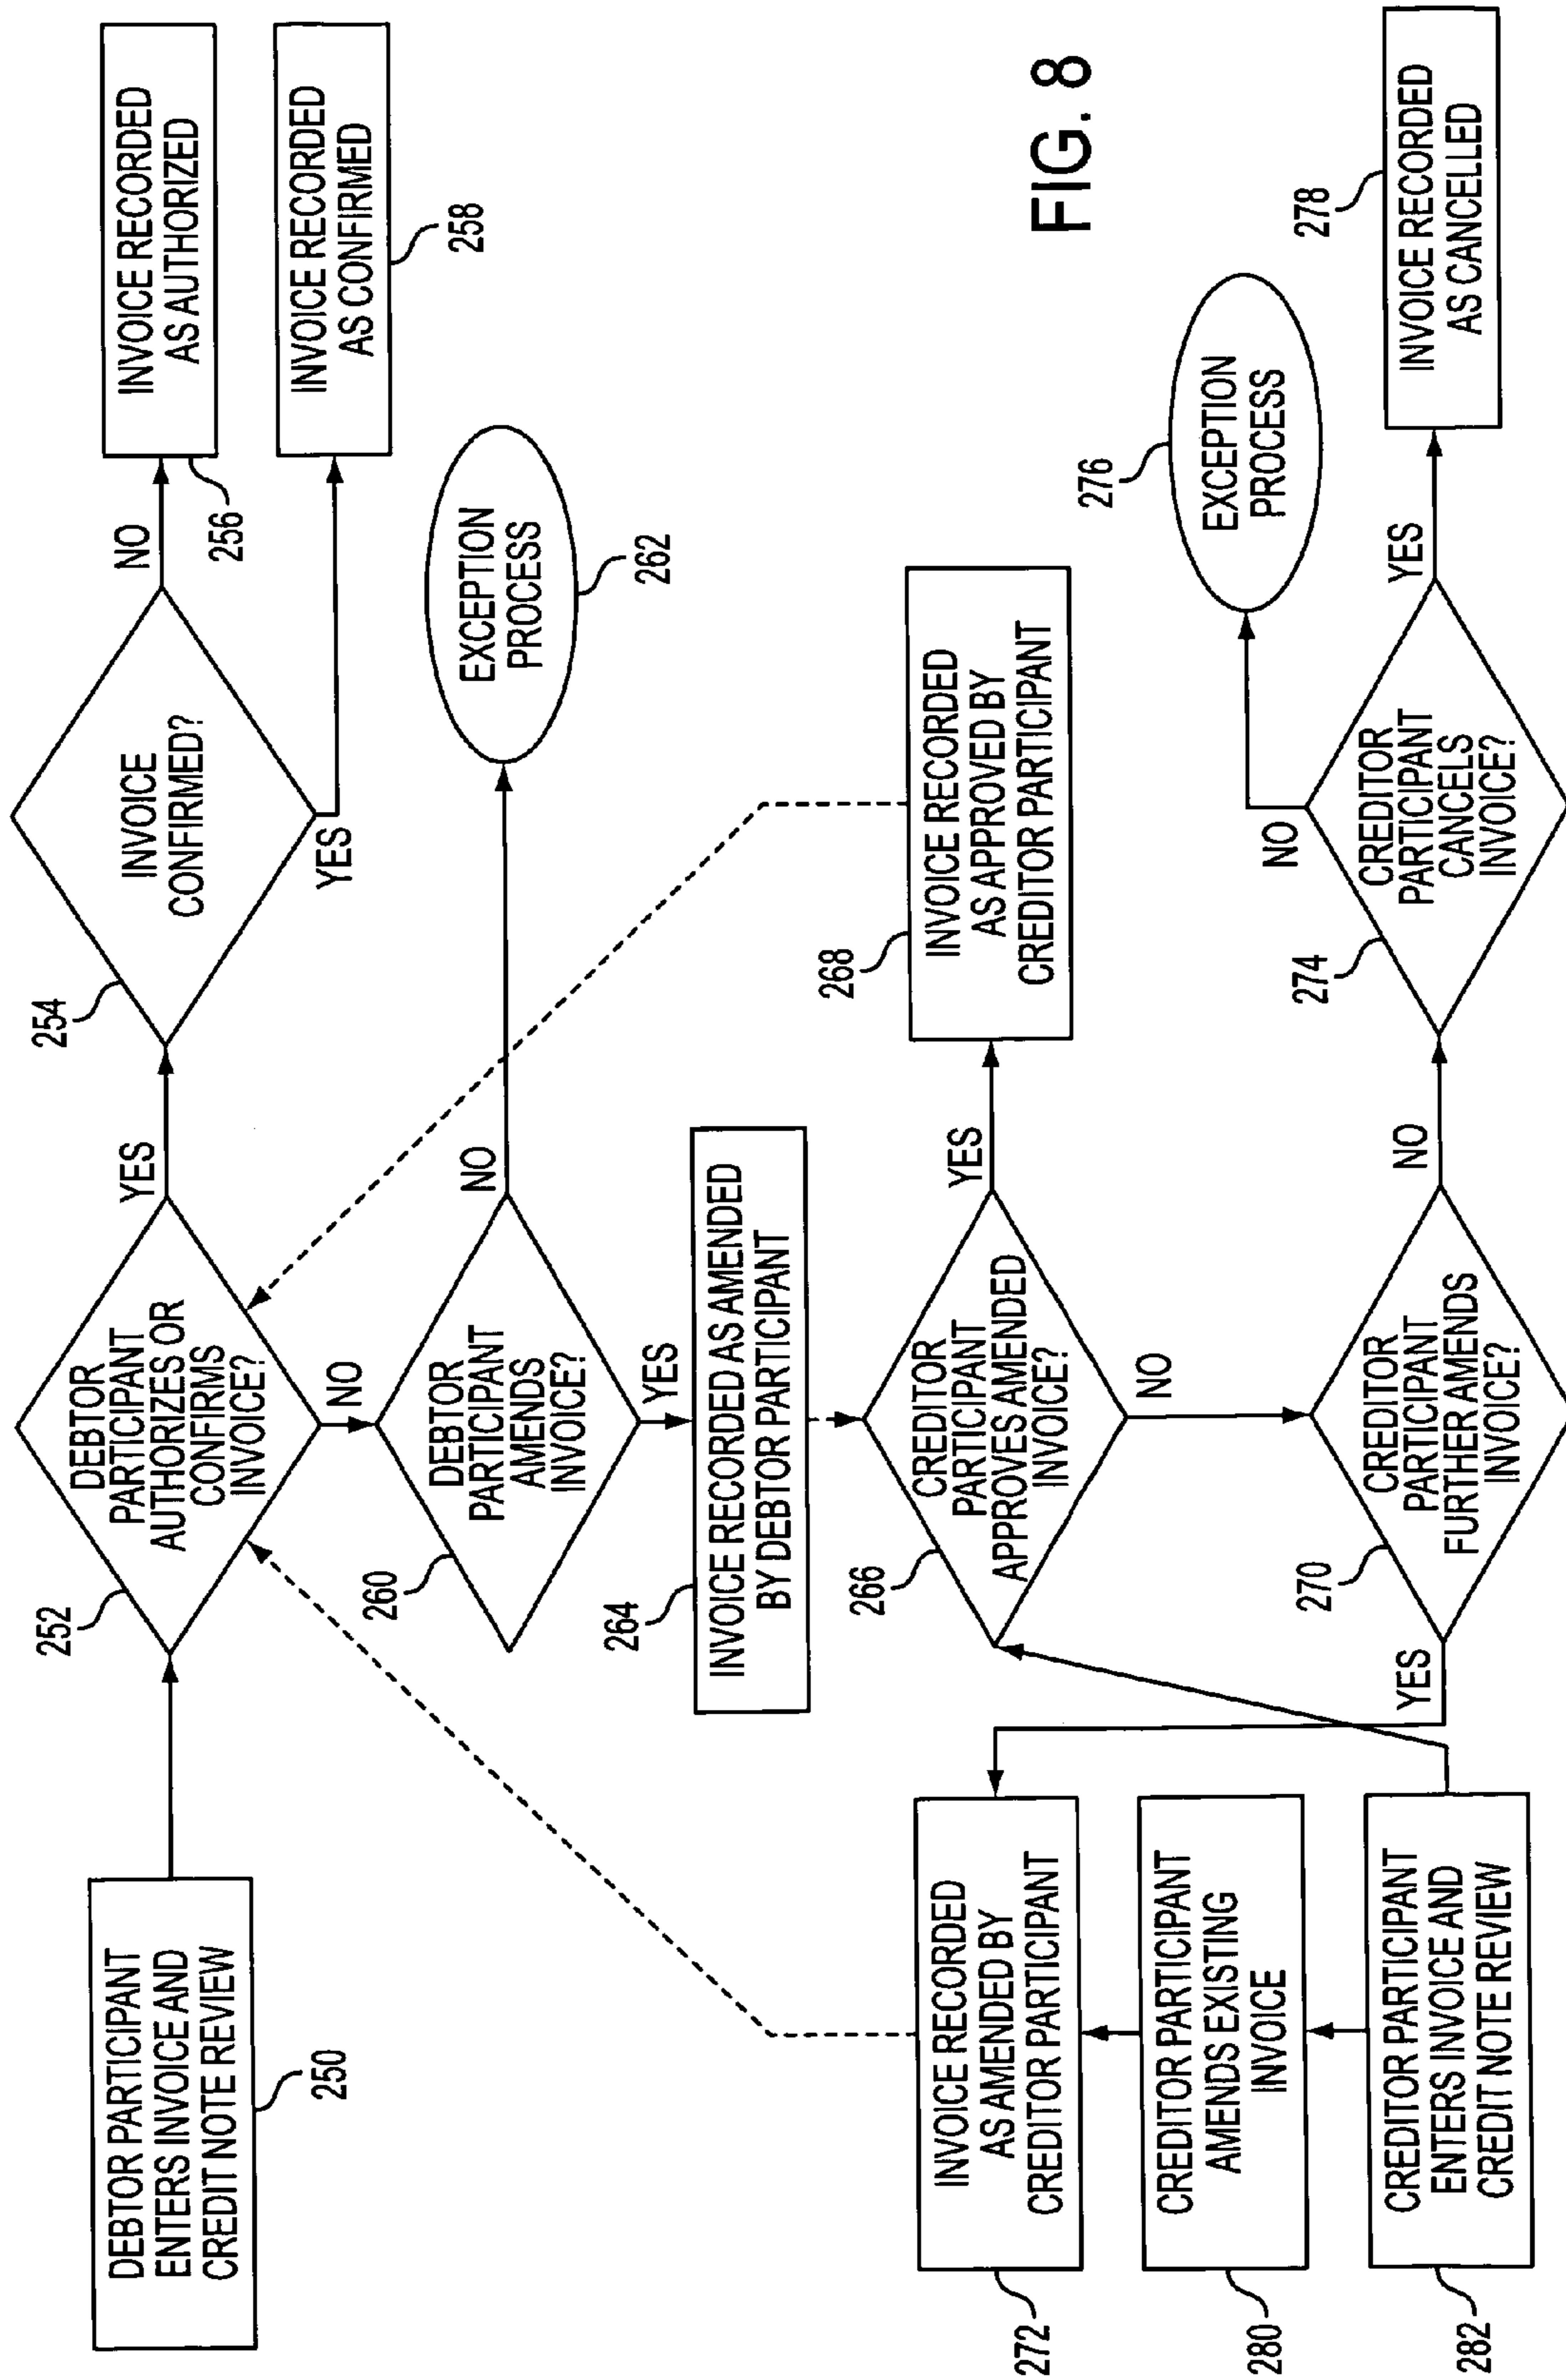 DEBTOR PARTICIPANT
ENTERS INVOICE AND
CREDIT NOTE REVIEW
250
252
DEBTOR
PARTICIPANT
AUTHORIZES OR
CONFIRMS
INVOICE?
YES
NO
254
INVOICE
CONFIRMED?
NO
YES
INVOICE RECORDED
AS AUTHORIZED
256
INVOICE RECORDED
AS CONFIRMED
258
260
DEBTOR
PARTICIPANT
AMENDS
INVOICE?
NO
YES
EXCEPTION
PROCESS
262
264
INVOICE RECORDED AS AMENDED
BY DEBTOR PARTICIPANT
266
CREDITOR
PARTICIPANT
APPROVES AMENDED
INVOICE?
YES
NO
268
INVOICE RECORDED
AS APPROVED BY
CREDITOR PARTICIPANT
FIG. 8
INVOICE RECORDED
AS AMENDED BY
CREDITOR PARTICIPANT
272
CREDITOR PARTICIPANT
AMENDS EXISTING
INVOICE
280
CREDITOR PARTICIPANT
ENTERS INVOICE AND
CREDIT NOTE REVIEW
282
YES
270
CREDITOR
PARTICIPANT
FURTHER AMENDS
INVOICE?
NO
274
CREDITOR
PARTICIPANT
CANCELS
INVOICE?
NO
YES
276
EXCEPTION
PROCESS
278
INVOICE RECORDED
AS CANCELLED